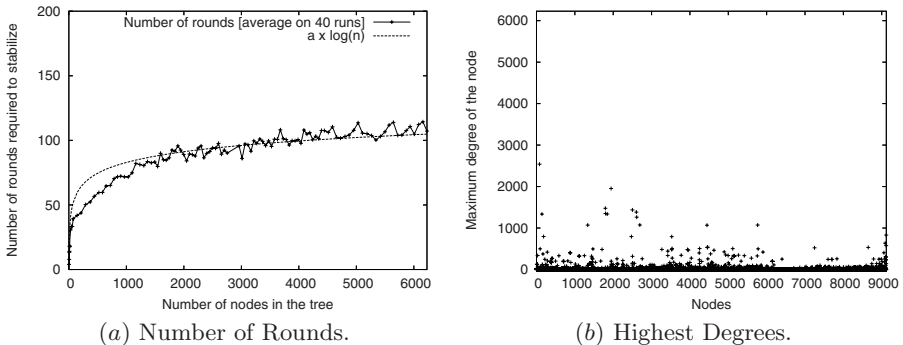 Number of rounds required to stabilize
200
150
100
50
0
Number of rounds [average on 40 runs]
a x log(n)
0 1000 2000 3000 4000 5000 6000
Number of nodes in the tree
(a) Number of Rounds.
Maximum degree of the node
6000
5000
4000
3000
2000
1000
0
0 1000 2000 3000 4000 5000 6000 7000 8000 9000
Nodes
(b) Highest Degrees.